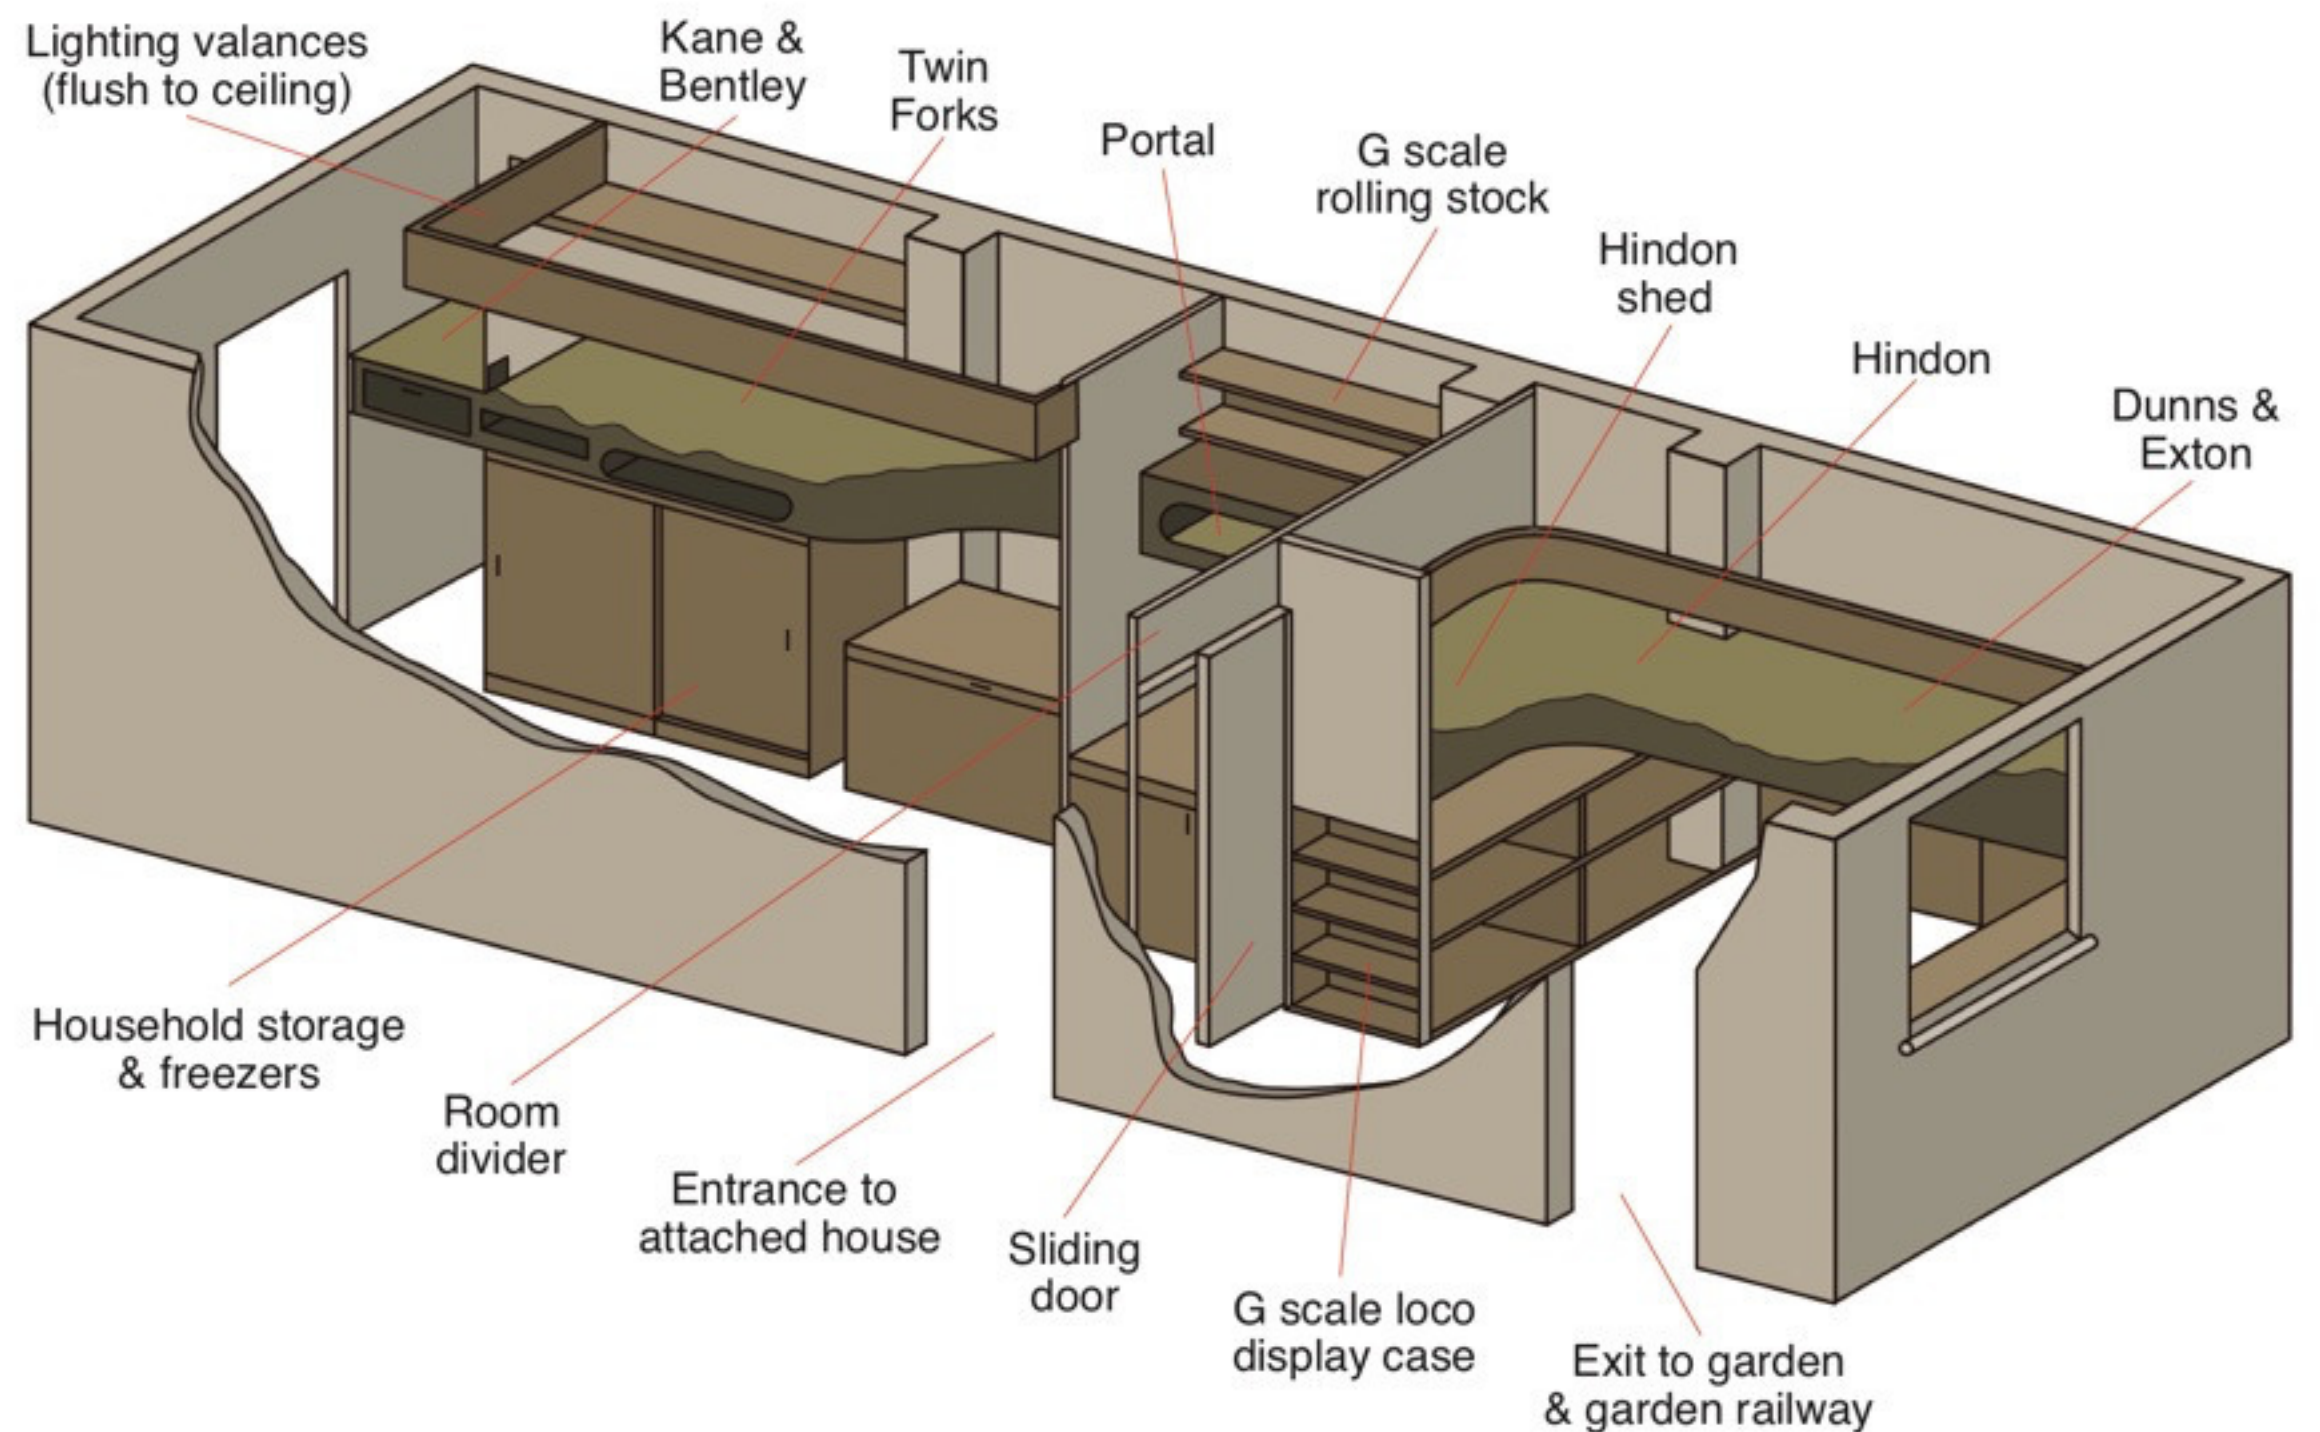 Lighting valances
(flush to ceiling)
Kane &
Bentley
Twin
Forks
Portal
G scale
rolling stock
Hindon
shed
Hindon
Dunns &
Exton
Household storage
& freezers
Room
divider
Entrance to
attached house
Sliding
door
G scale loco
display case
Exit to garden
& garden railway